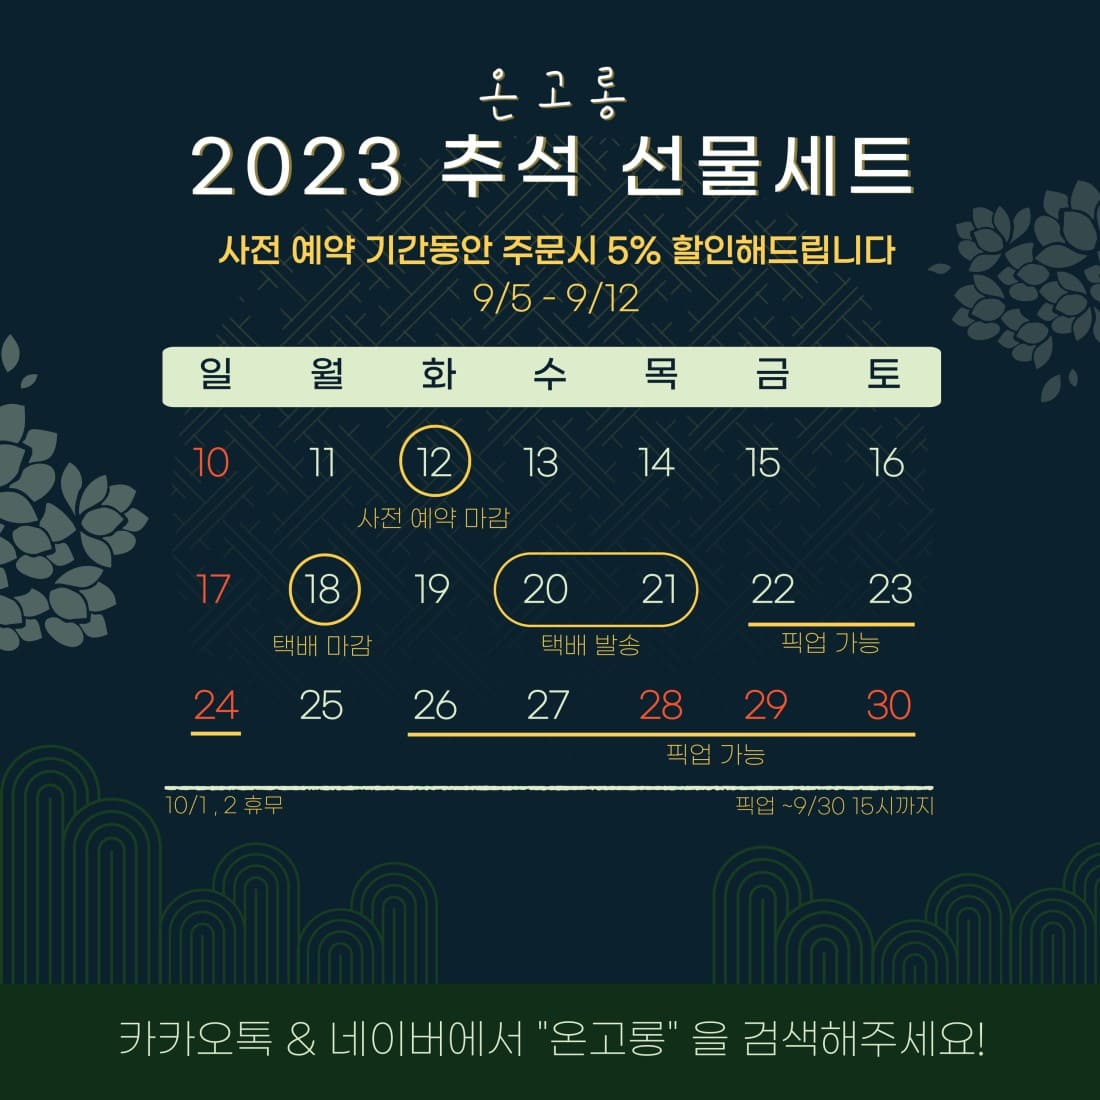 온고롱
2023 추석 선물세트
사전 예약 기간동안 주문시 5% 할인해드립니다
9/5 - 9/12
일 월 화 수 목 금 토
10 11 12 13 14 15 16
사전 예약 마감
17 18 19 20 21 22 23
택배 마감 택배 발송 픽업 가능
24 25 26 27 28 29 30
픽업 가능
10/1 , 2 휴무 픽업 ~9/30 15시까지
카카오톡 & 네이버에서 "온고롱" 을 검색해주세요!